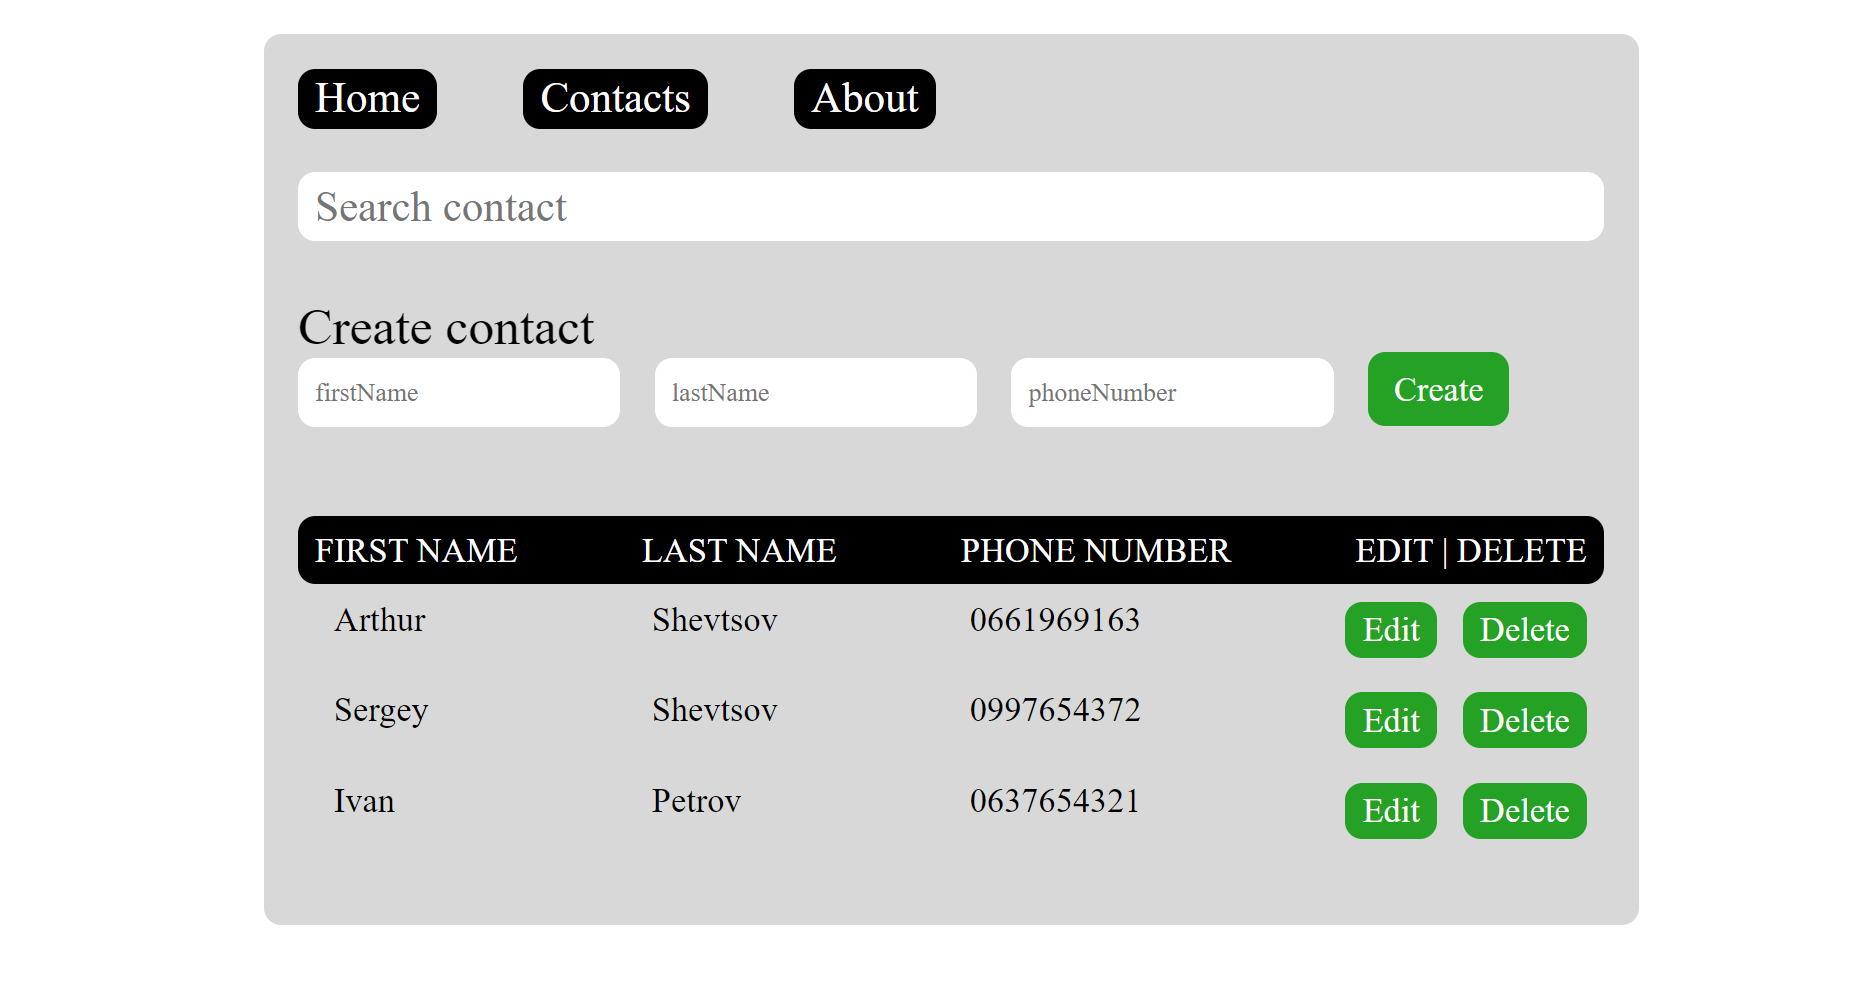 Home Contacts About
Search contact
Create contact
firstName lastName phoneNumber Create
FIRST NAME LAST NAME PHONE NUMBER EDIT | DELETE
Arthur Shevtsov 0661969163 Edit Delete
Sergey Shevtsov 0997654372 Edit Delete
Ivan Petrov 0637654321 Edit Delete